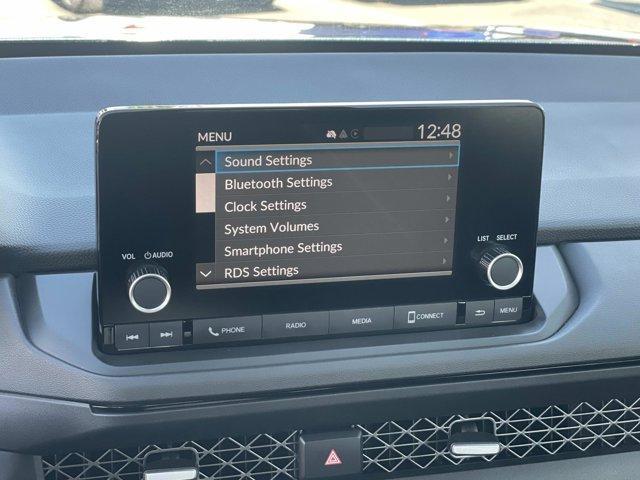 MENU 12:48
Sound Settings
Bluetooth Settings
Clock Settings
System Volumes
Smartphone Settings
RDS Settings
VOL AUDIO
LIST SELECT
PHONE RADIO MEDIA CONNECT MENU